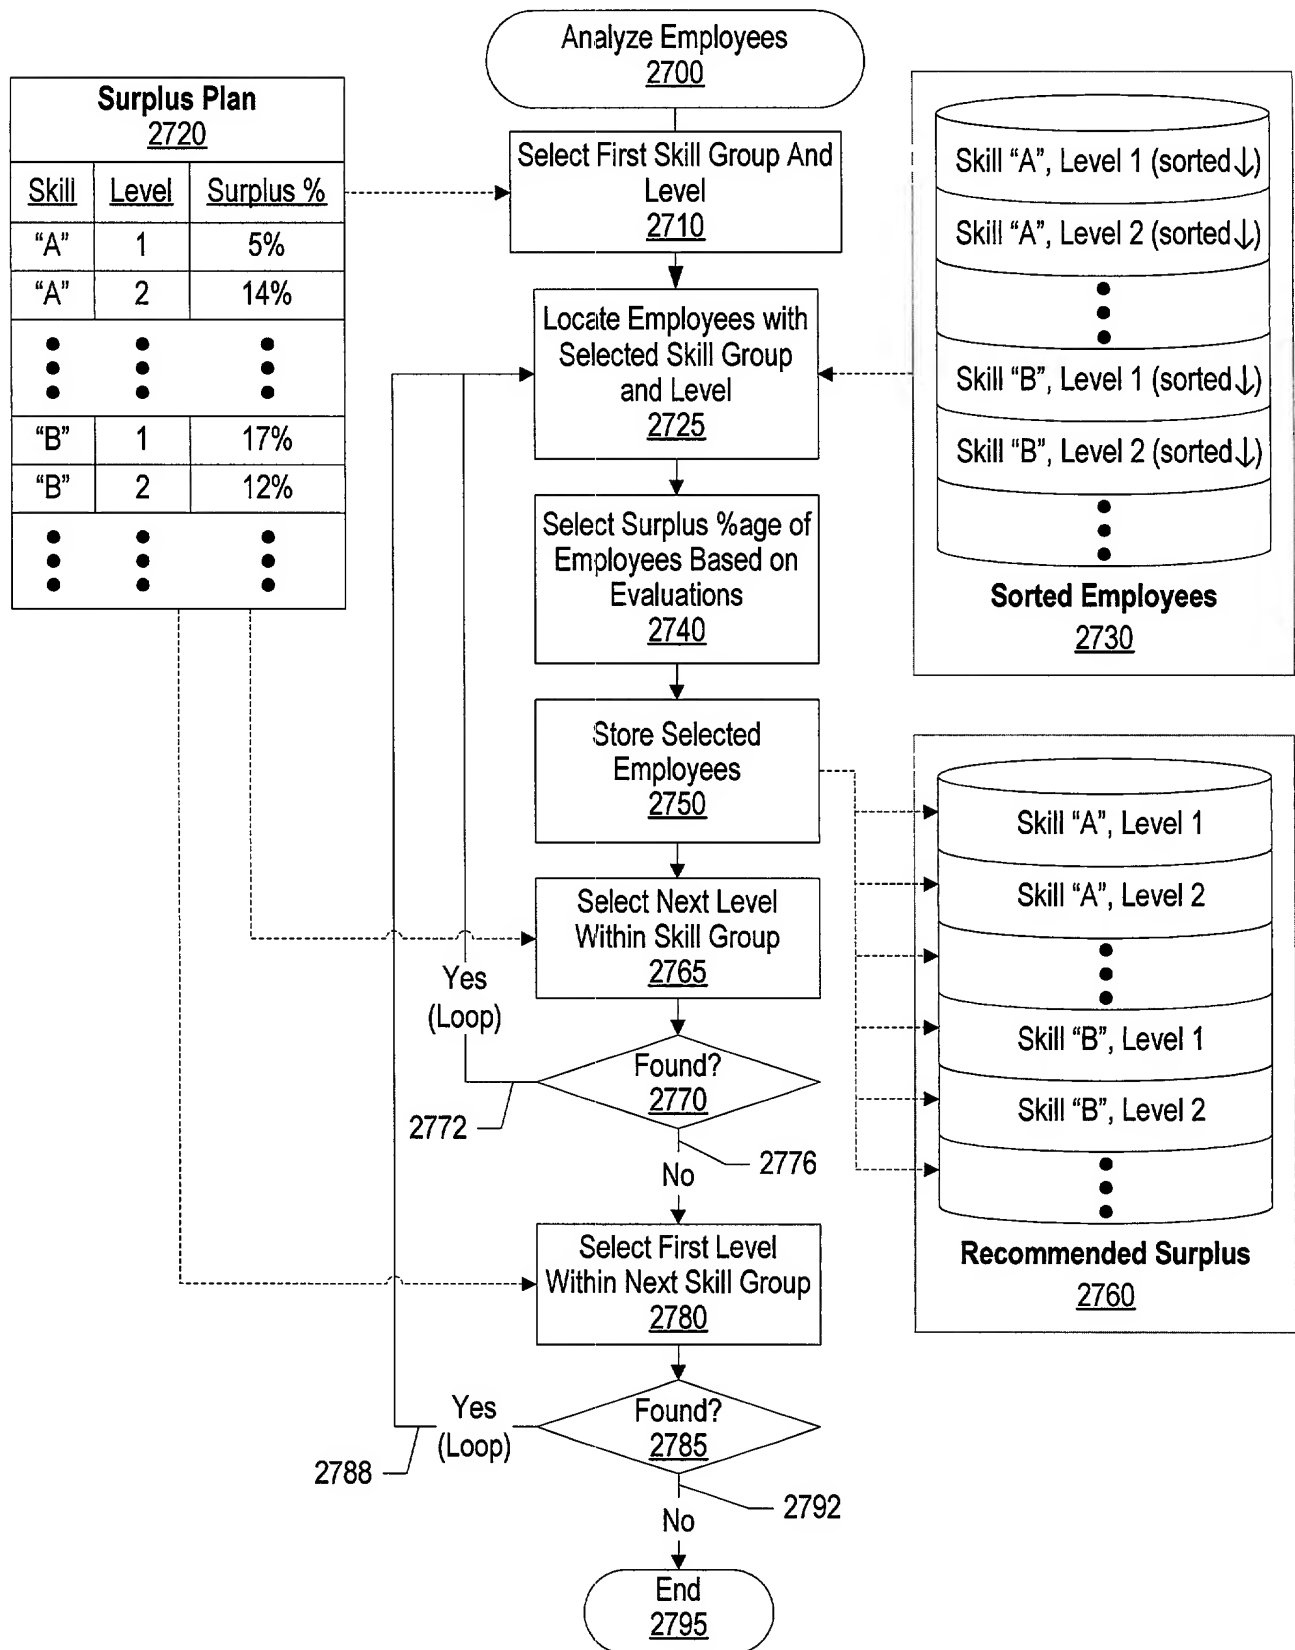 Analyze Employees
2700
Surplus Plan
2720
Skill Level Surplus %
"A" 1 5%
"A" 2 14%
"B" 1 17%
"B" 2 12%
Select First Skill Group And
Level
2710
Skill "A", Level 1 (sorted↓)
Skill "A", Level 2 (sorted↓)
Skill "B", Level 1 (sorted↓)
Skill "B", Level 2 (sorted↓)
Sorted Employees
2730
Locate Employees with
Selected Skill Group
and Level
2725
Select Surplus %age of
Employees Based on
Evaluations
2740
Store Selected
Employees
2750
Skill "A", Level 1
Skill "A", Level 2
Skill "B", Level 1
Skill "B", Level 2
Recommended Surplus
2760
Select Next Level
Within Skill Group
2765
Yes
(Loop)
Found?
2770
2772
2776
No
Select First Level
Within Next Skill Group
2780
Yes
(Loop)
Found?
2785
2788
2792
No
End
2795